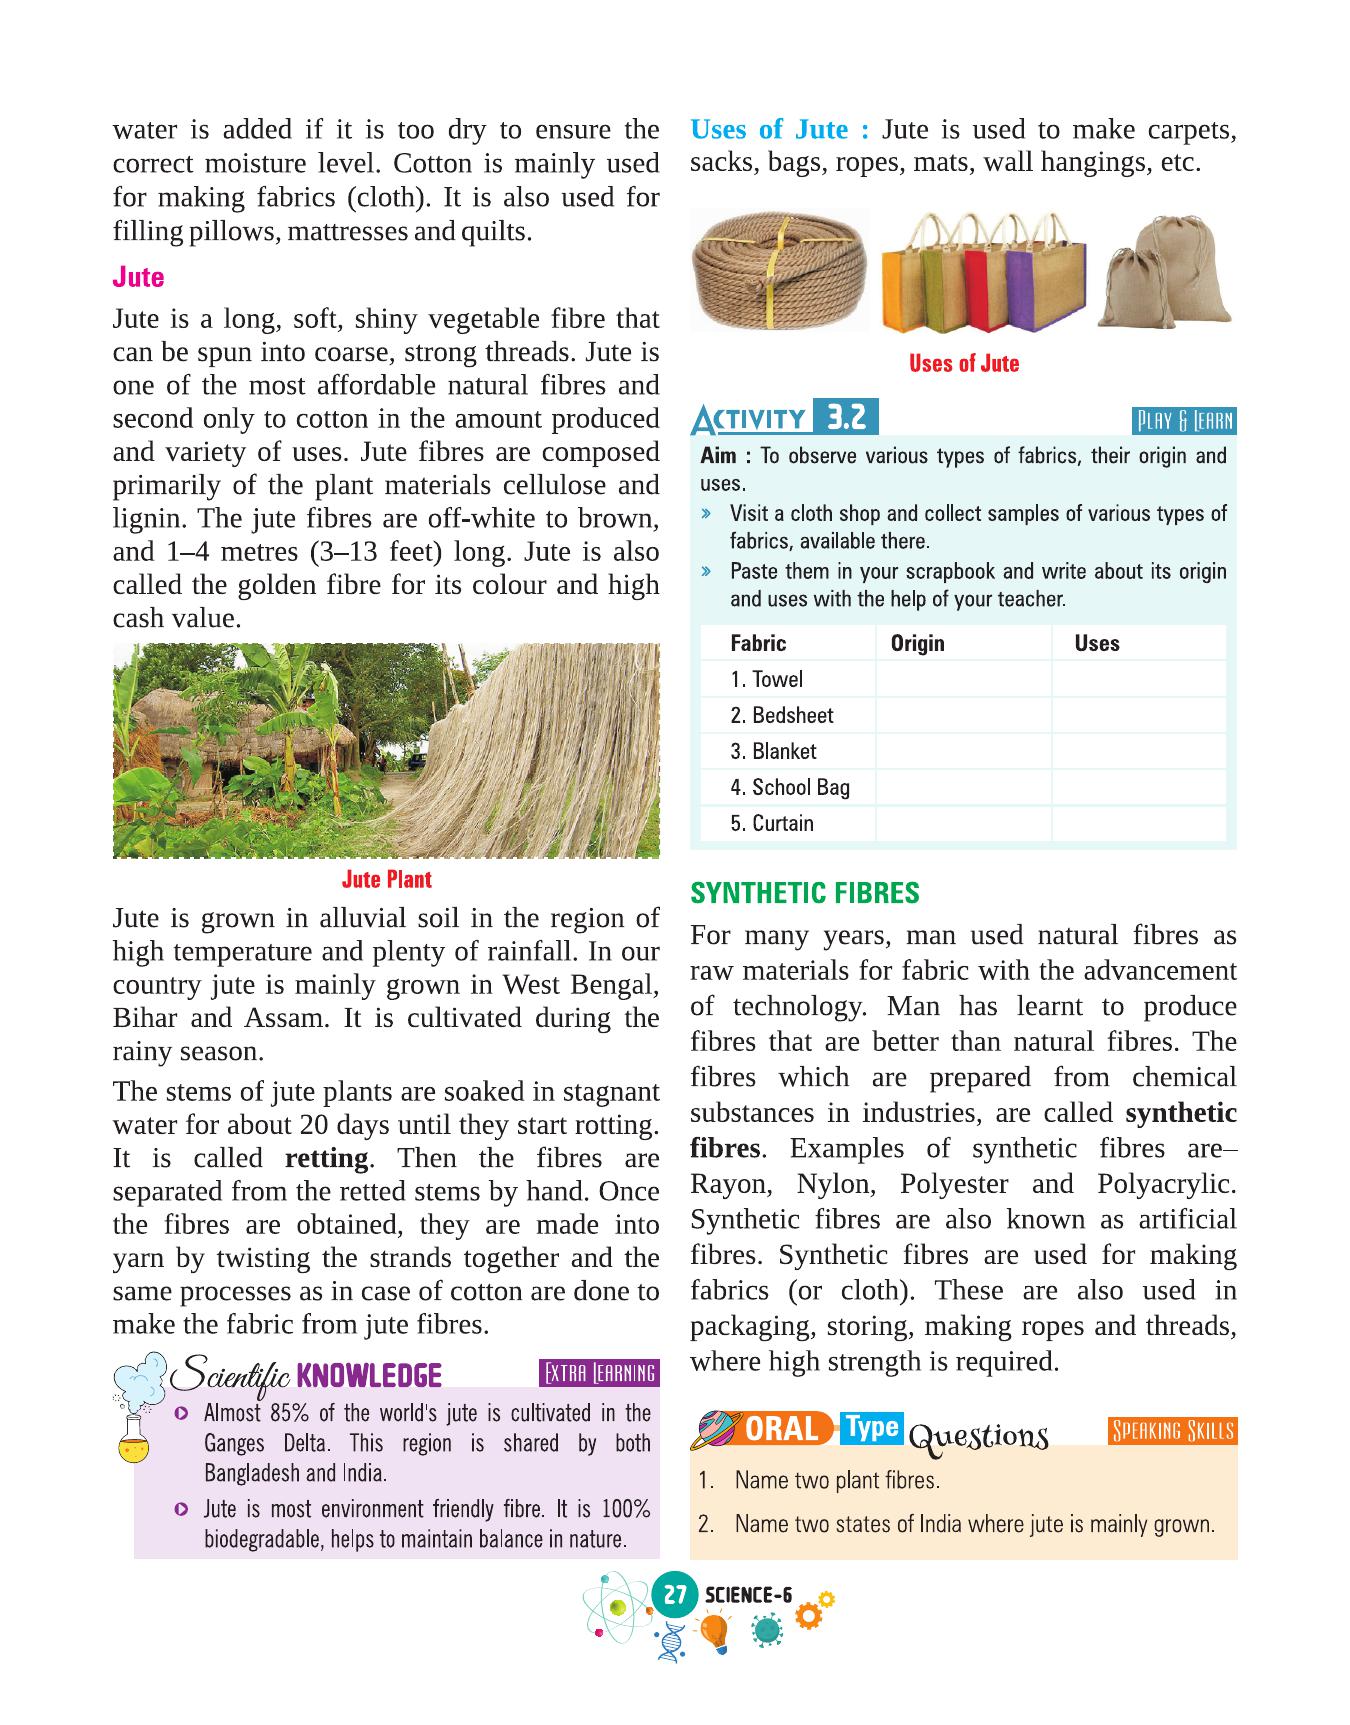 water is added if it is too dry to ensure the
correct moisture level. Cotton is mainly used
for making fabrics (cloth). It is also used for
filling pillows, mattresses and quilts.
Jute
Jute is a long, soft, shiny vegetable fibre that
can be spun into coarse, strong threads. Jute is
one of the most affordable natural fibres and
second only to cotton in the amount produced
and variety of uses. Jute fibres are composed
primarily of the plant materials cellulose and
lignin. The jute fibres are off-white to brown,
and 1–4 metres (3–13 feet) long. Jute is also
called the golden fibre for its colour and high
cash value.
Jute Plant
Jute is grown in alluvial soil in the region of
high temperature and plenty of rainfall. In our
country jute is mainly grown in West Bengal,
Bihar and Assam. It is cultivated during the
rainy season.
The stems of jute plants are soaked in stagnant
water for about 20 days until they start rotting.
It is called retting. Then the fibres are
separated from the retted stems by hand. Once
the fibres are obtained, they are made into
yarn by twisting the strands together and the
same processes as in case of cotton are done to
make the fabric from jute fibres.
Scientific KNOWLEDGE EXTRA LEARNING
Almost 85% of the world's jute is cultivated in the
Ganges Delta. This region is shared by both
Bangladesh and India.
Jute is most environment friendly fibre. It is 100%
biodegradable, helps to maintain balance in nature.
Uses of Jute : Jute is used to make carpets,
sacks, bags, ropes, mats, wall hangings, etc.
Uses of Jute
ACTIVITY 3.2 PLAY & LEARN
Aim : To observe various types of fabrics, their origin and
uses.
» Visit a cloth shop and collect samples of various types of
fabrics, available there.
» Paste them in your scrapbook and write about its origin
and uses with the help of your teacher.
Fabric Origin Uses
1. Towel
2. Bedsheet
3. Blanket
4. School Bag
5. Curtain
SYNTHETIC FIBRES
For many years, man used natural fibres as
raw materials for fabric with the advancement
of technology. Man has learnt to produce
fibres that are better than natural fibres. The
fibres which are prepared from chemical
substances in industries, are called synthetic
fibres. Examples of synthetic fibres are–
Rayon, Nylon, Polyester and Polyacrylic.
Synthetic fibres are also known as artificial
fibres. Synthetic fibres are used for making
fabrics (or cloth). These are also used in
packaging, storing, making ropes and threads,
where high strength is required.
ORAL Type Questions SPEAKING SKILLS
1. Name two plant fibres.
2. Name two states of India where jute is mainly grown.
27 SCIENCE-6